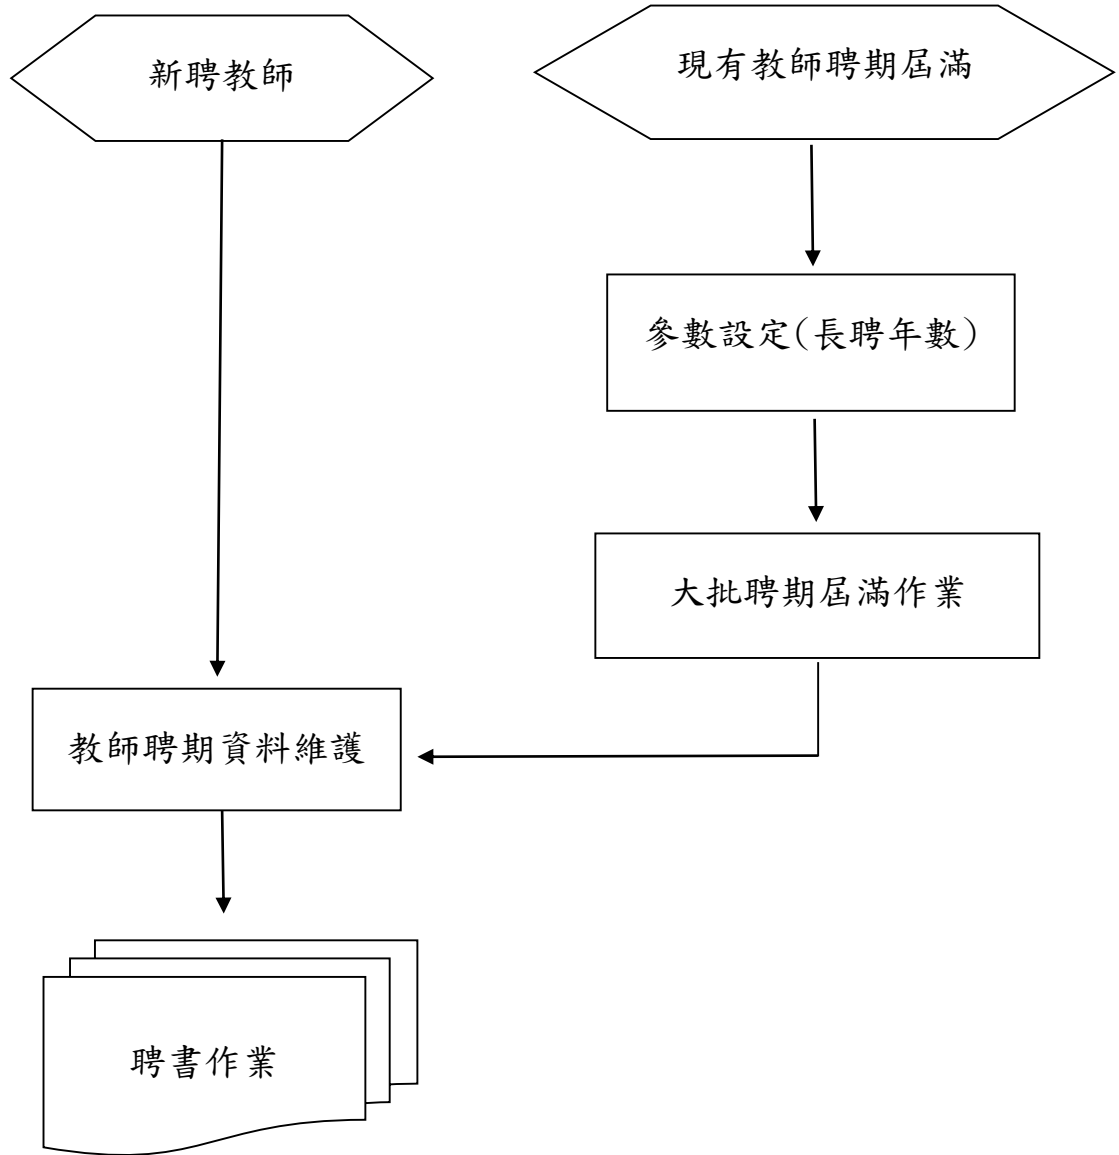 新聘教師
現有教師聘期屆滿
參數設定(長聘年數)
大批聘期屆滿作業
教師聘期資料維護
聘書作業